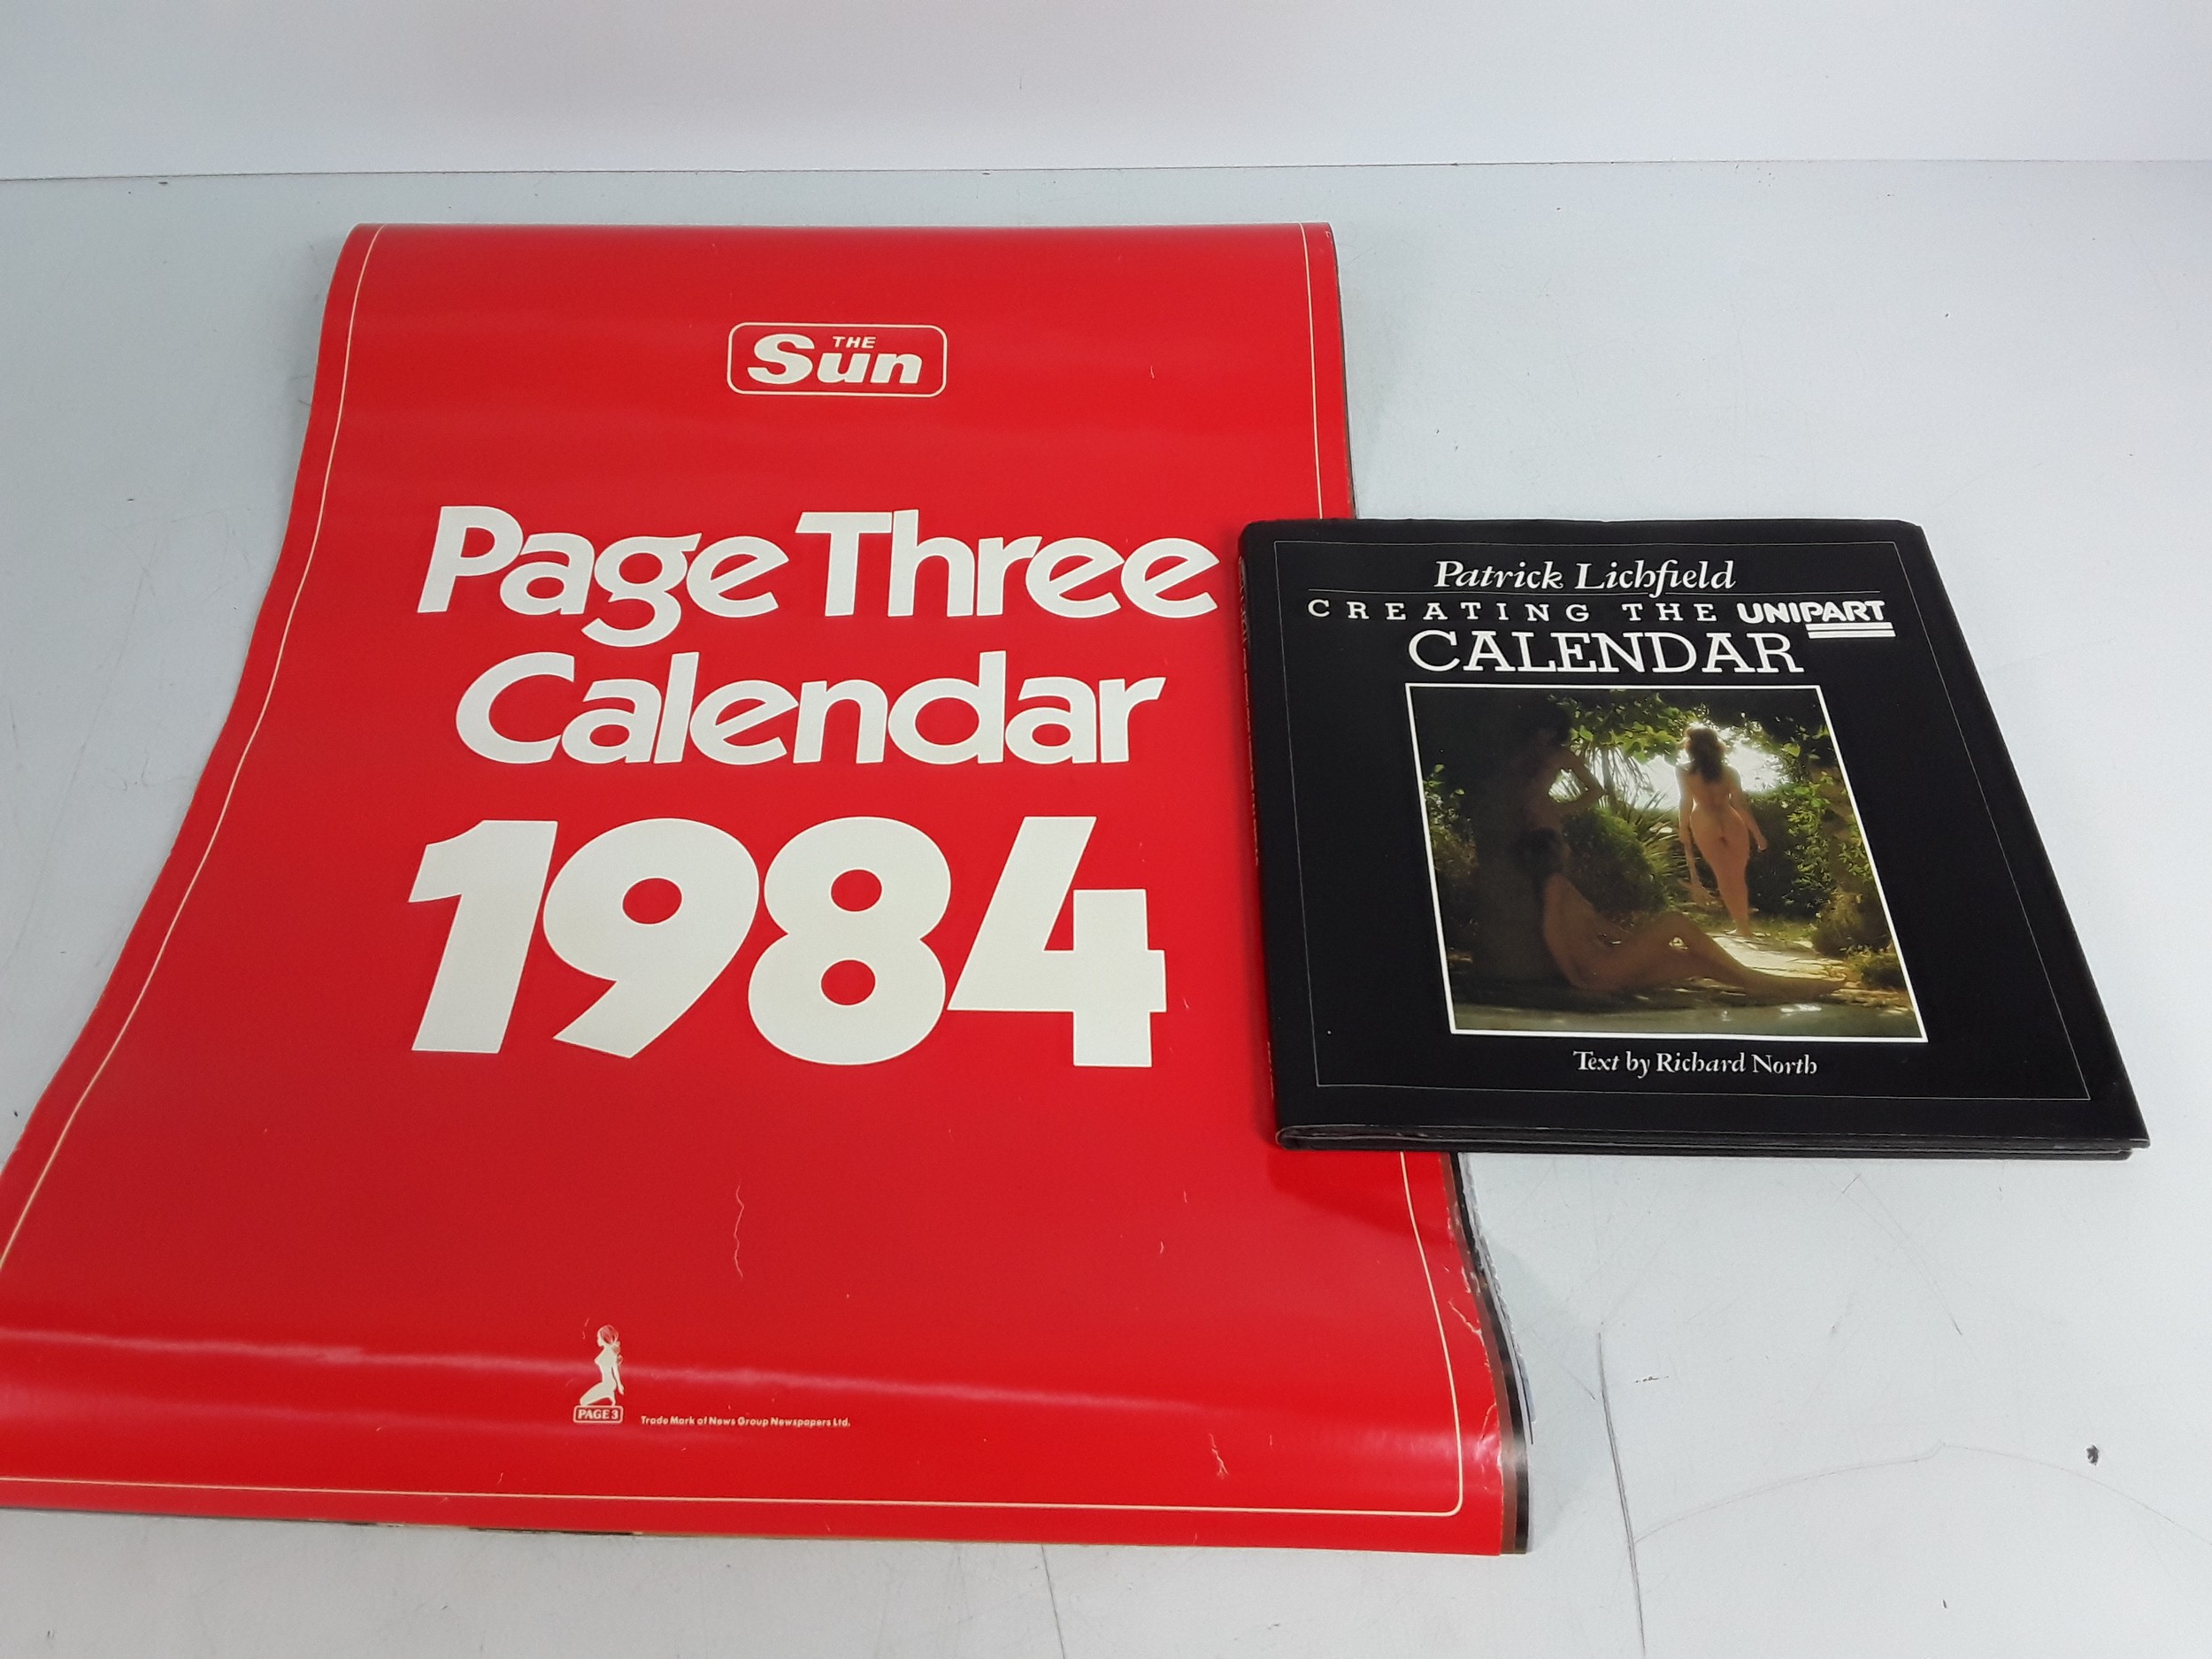 THE
Sun
Page Three
Calendar
1984
PAGE 3
Trade Mark of News Group Newspapers Ltd.
Patrick Lichfield
CREATING THE UNIPART
CALENDAR
Text by Richard North